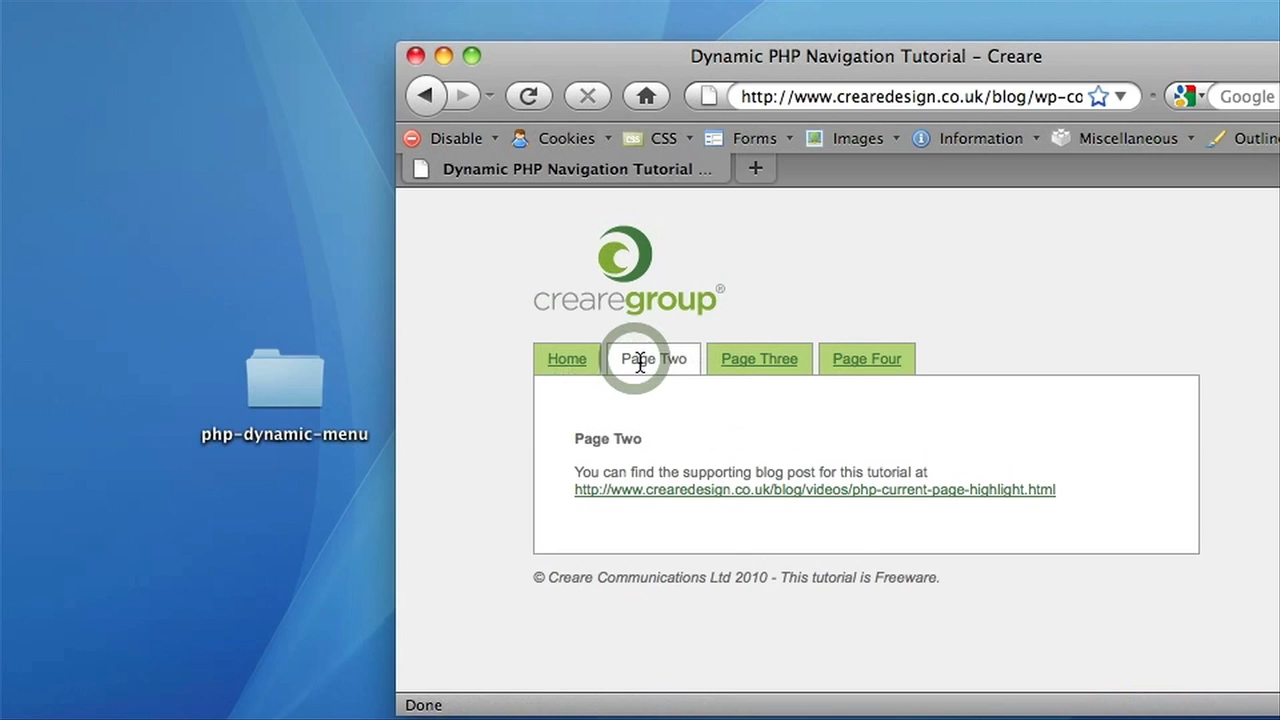 Dynamic PHP Navigation Tutorial – Creare
http://www.crearedesign.co.uk/blog/wp-co
Google
Disable Cookies CSS CSS Forms Images Information Miscellaneous Outlin
Dynamic PHP Navigation Tutorial ...
crearegroup®
Home Page Two Page Three Page Four
php-dynamic-menu
Page Two
You can find the supporting blog post for this tutorial at
http://www.crearedesign.co.uk/blog/videos/php-current-page-highlight.html
© Creare Communications Ltd 2010 - This tutorial is Freeware.
Done